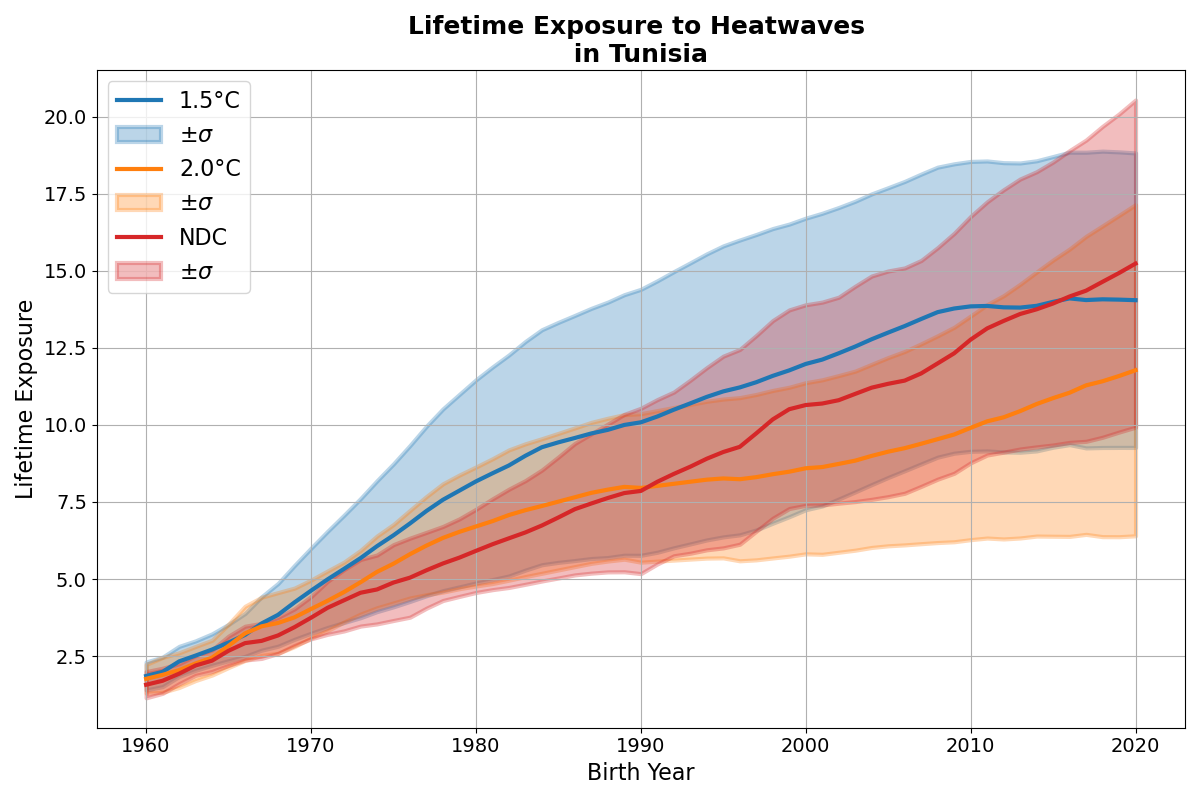 Lifetime Exposure to Heatwaves
in Tunisia
1.5°C
±σ
2.0°C
±σ
NDC
±σ
Lifetime Exposure
20.0
17.5
15.0
12.5
10.0
7.5
5.0
2.5
1960 1970 1980 1990 2000 2010 2020
Birth Year